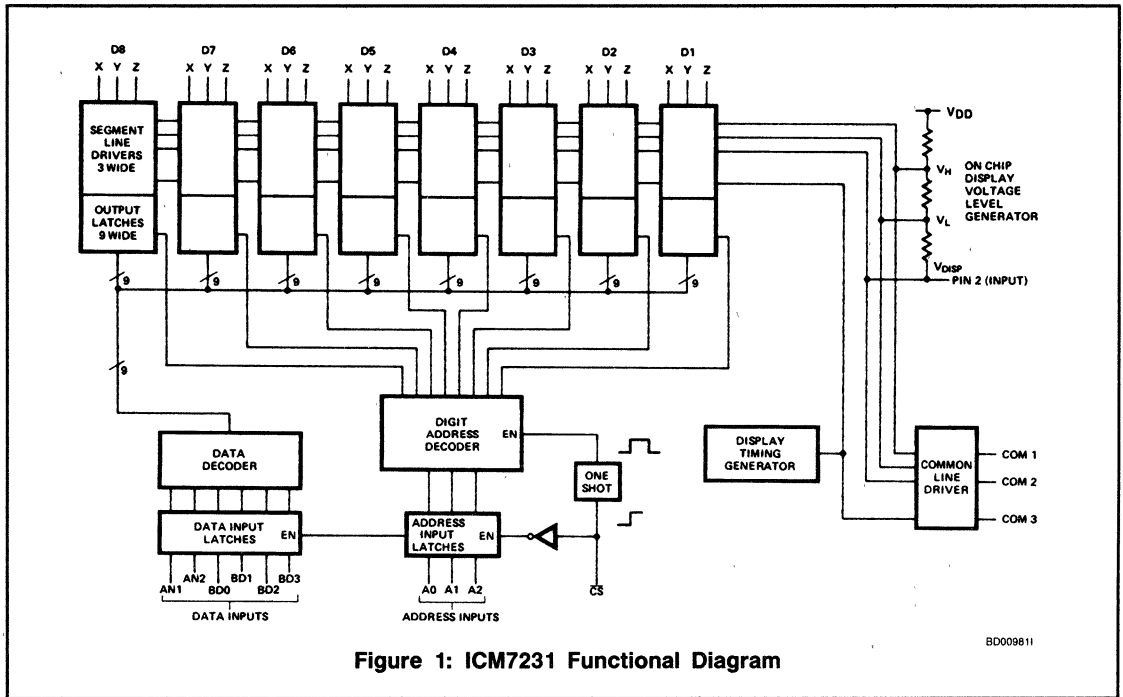 D8 D7 D6 D5 D4 D3 D2 D1
X Y Z X Y Z X Y Z X Y Z X Y Z X Y Z X Y Z X Y Z
SEGMENT
LINE
DRIVERS
3 WIDE
OUTPUT
LATCHES
9 WIDE
VDD
VH
ON CHIP
DISPLAY
VOLTAGE
LEVEL
GENERATOR
VL
VDISP
PIN 2 (INPUT)
9 9 9 9 9 9 9 9
9
DATA
DECODER
DIGIT
ADDRESS
DECODER
EN
ONE
SHOT
DISPLAY
TIMING
GENERATOR
COMMON
LINE
DRIVER
COM 1
COM 2
COM 3
DATA INPUT
LATCHES
EN
ADDRESS
INPUT
LATCHES
EN
AN1 AN2 BD0 BD1 BD2 BD3
A0 A1 A2
CS
DATA INPUTS
ADDRESS INPUTS
BD00981I
Figure 1: ICM7231 Functional Diagram